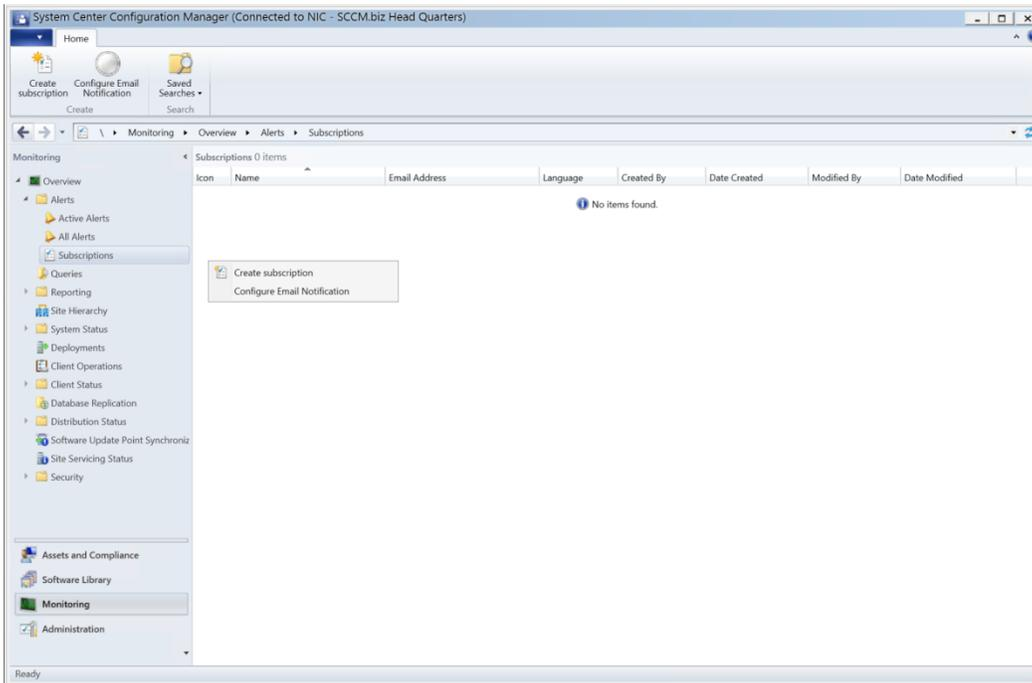 System Center Configuration Manager (Connected to NIC - SCCM.biz Head Quarters)
Home
Create subscription
Configure Email Notification
Saved Searches
Create
Search
\ Monitoring Overview Alerts Subscriptions
Monitoring
Subscriptions 0 items
Icon Name Email Address Language Created By Date Created Modified By Date Modified
No items found.
Overview
Alerts
Active Alerts
All Alerts
Subscriptions
Queries
Reporting
Site Hierarchy
System Status
Deployments
Client Operations
Client Status
Database Replication
Distribution Status
Software Update Point Synchroniz
Site Servicing Status
Security
Create subscription
Configure Email Notification
Assets and Compliance
Software Library
Monitoring
Administration
Ready